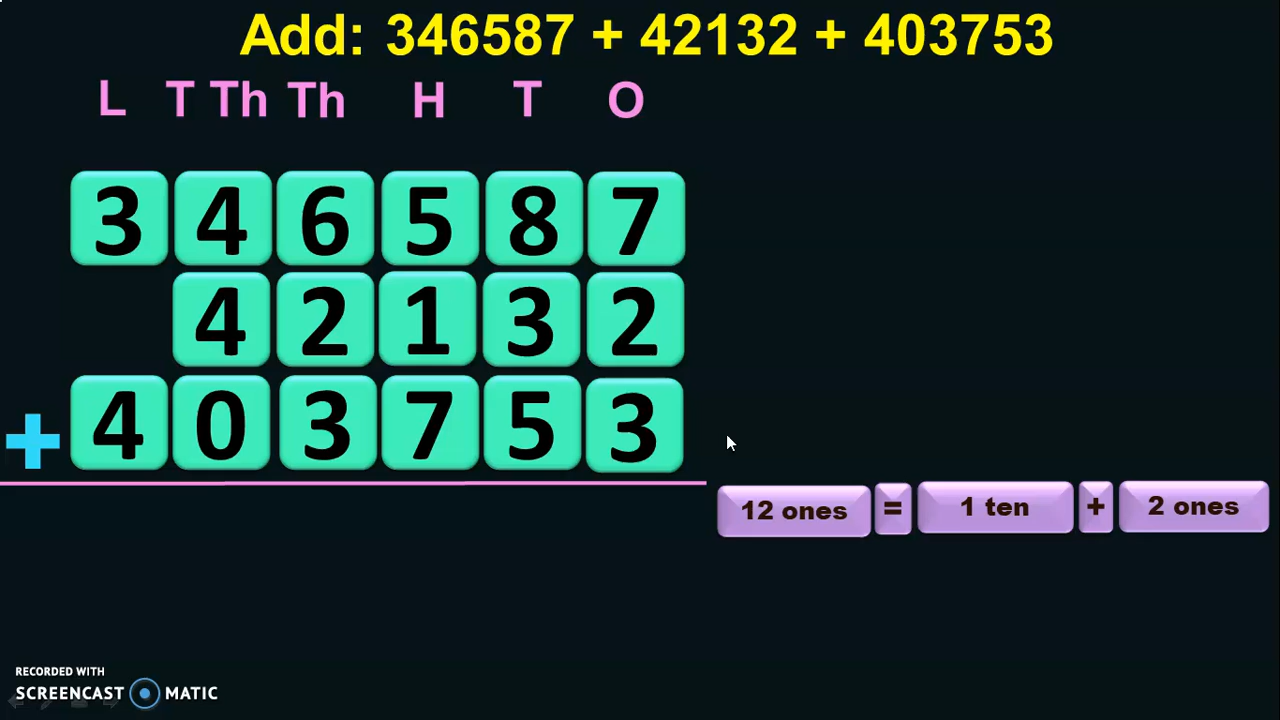 Add: 346587 + 42132 + 403753
L T Th Th H T O
3 4 6 5 8 7
4 2 1 3 2
+ 4 0 3 7 5 3
12 ones = 1 ten + 2 ones
RECORDED WITH
SCREENCAST MATIC